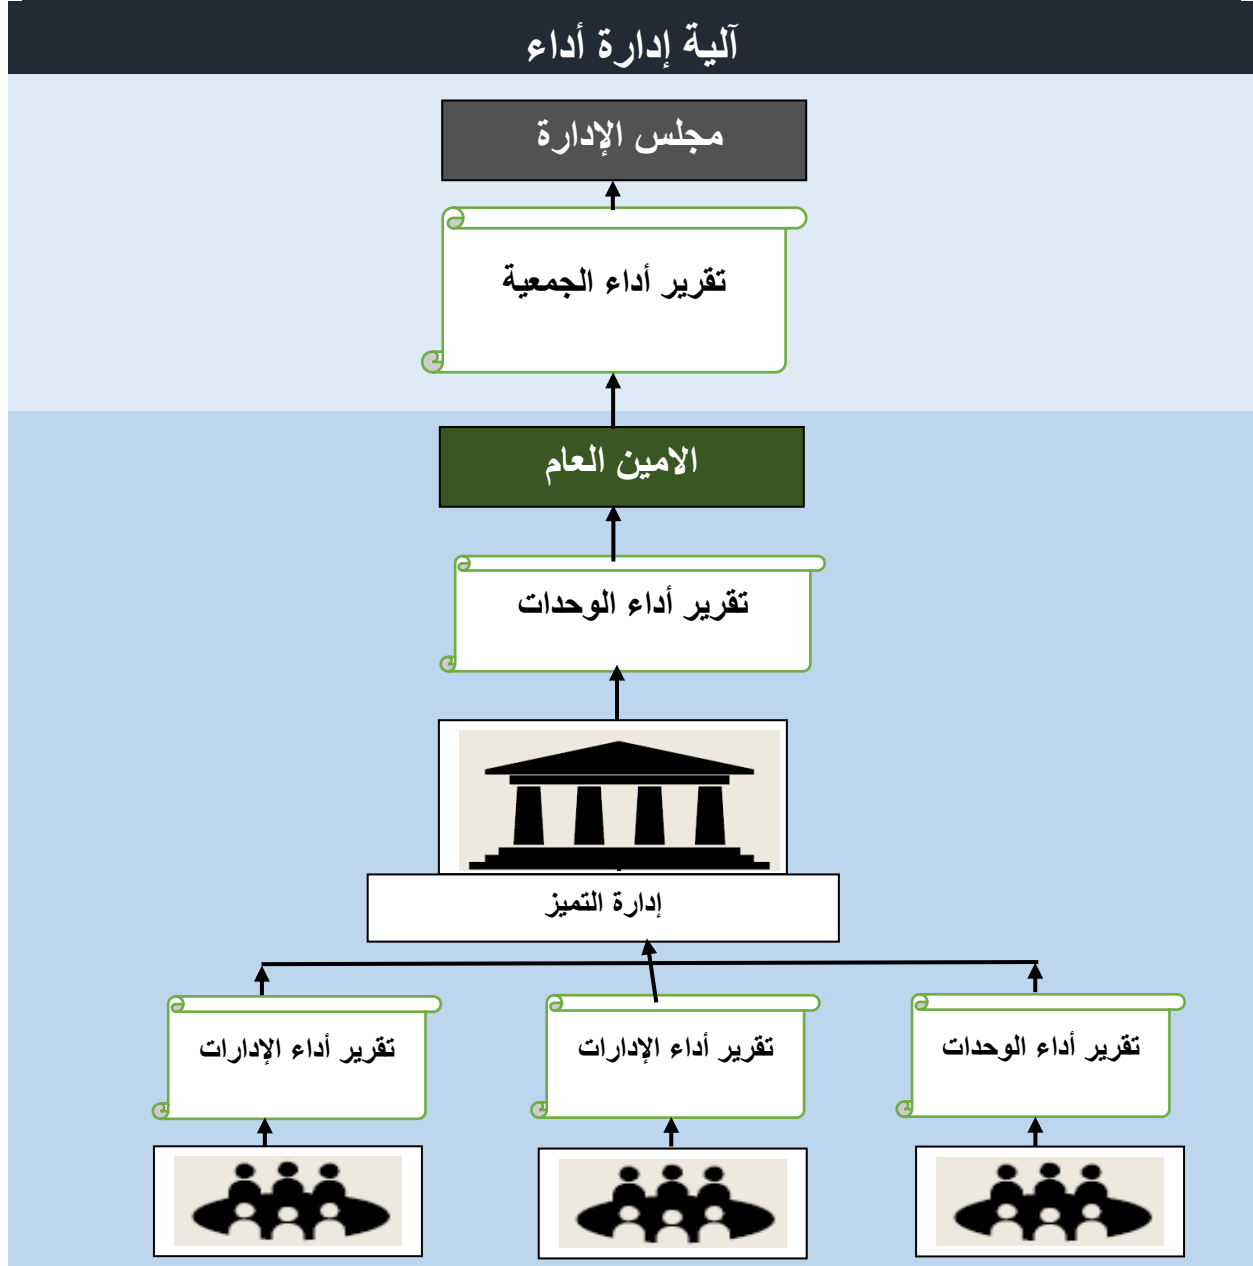 آلية إدارة أداء
مجلس الإدارة
تقرير أداء الجمعية
الامين العام
تقرير أداء الوحدات
إدارة التميز
تقرير أداء الوحدات
تقرير أداء الإدارات
تقرير أداء الإدارات